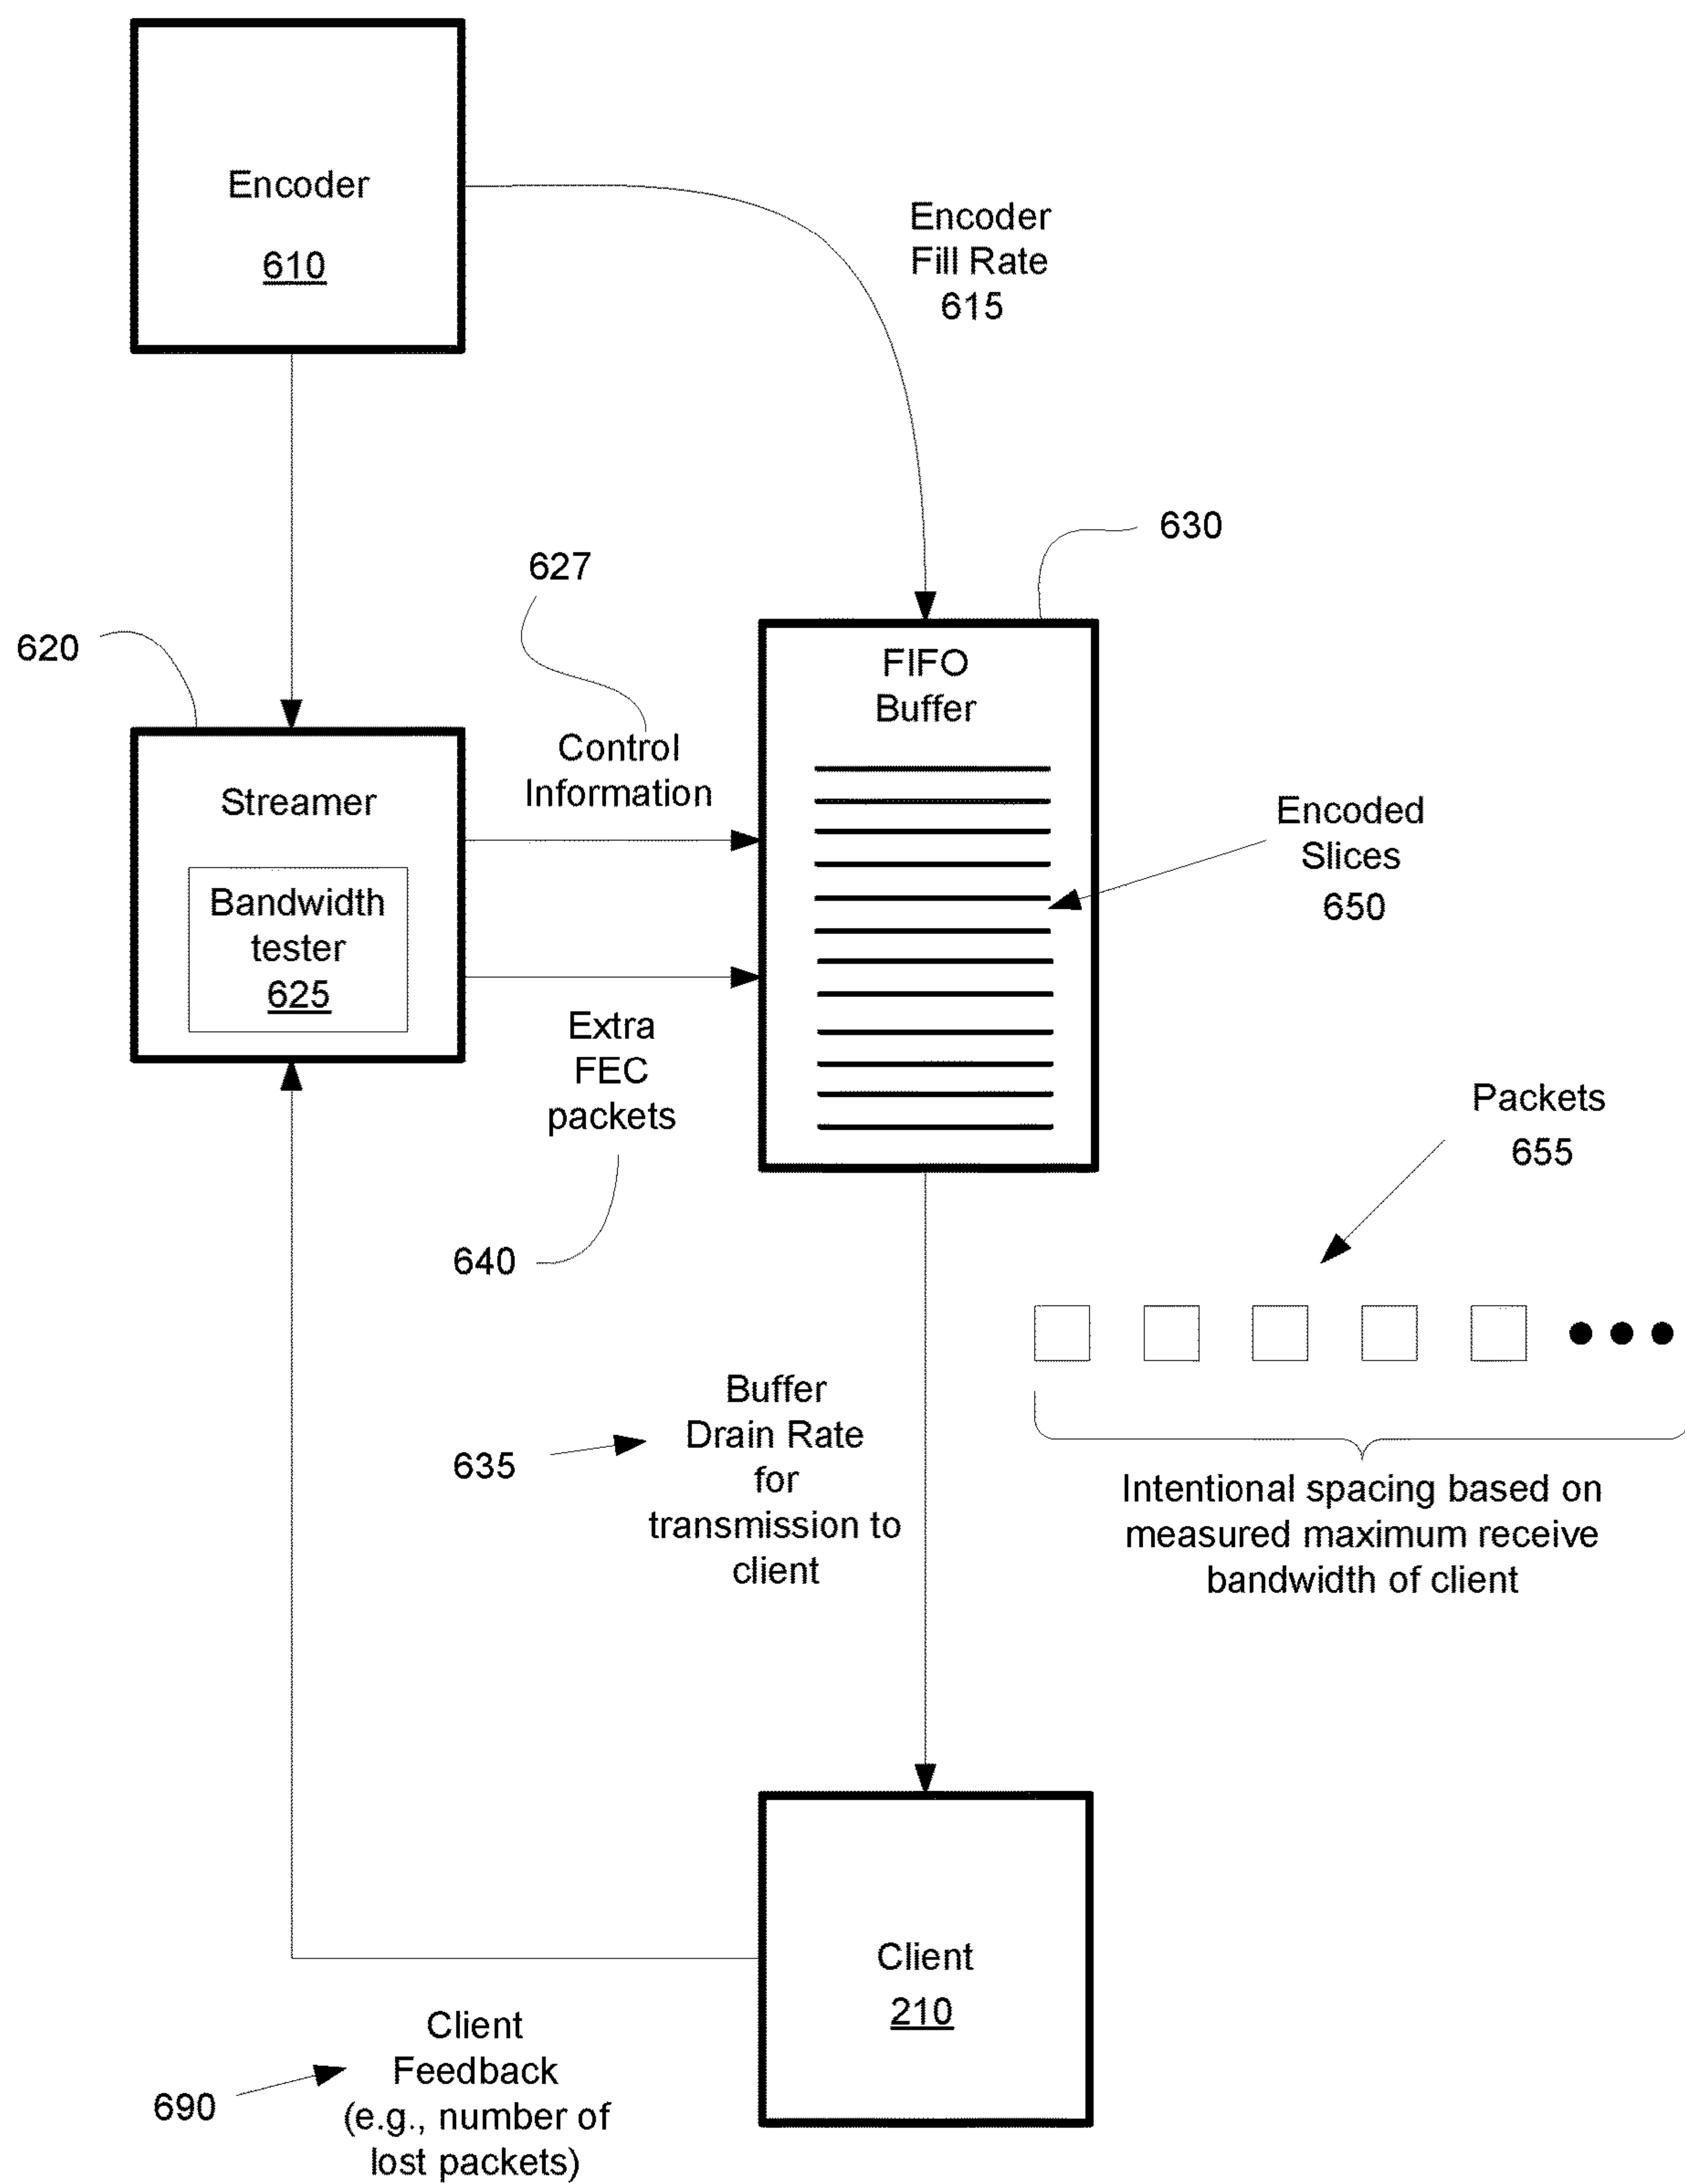 Encoder
610
Encoder
Fill Rate
615
630
627
620
FIFO
Buffer
Control
Information
Streamer
Encoded
Slices
650
Bandwidth
tester
625
Extra
FEC
packets
640
Packets
655
Buffer
Drain Rate
for
transmission to
client
635
Intentional spacing based on
measured maximum receive
bandwidth of client
Client
210
Client
Feedback
(e.g., number of
lost packets)
690